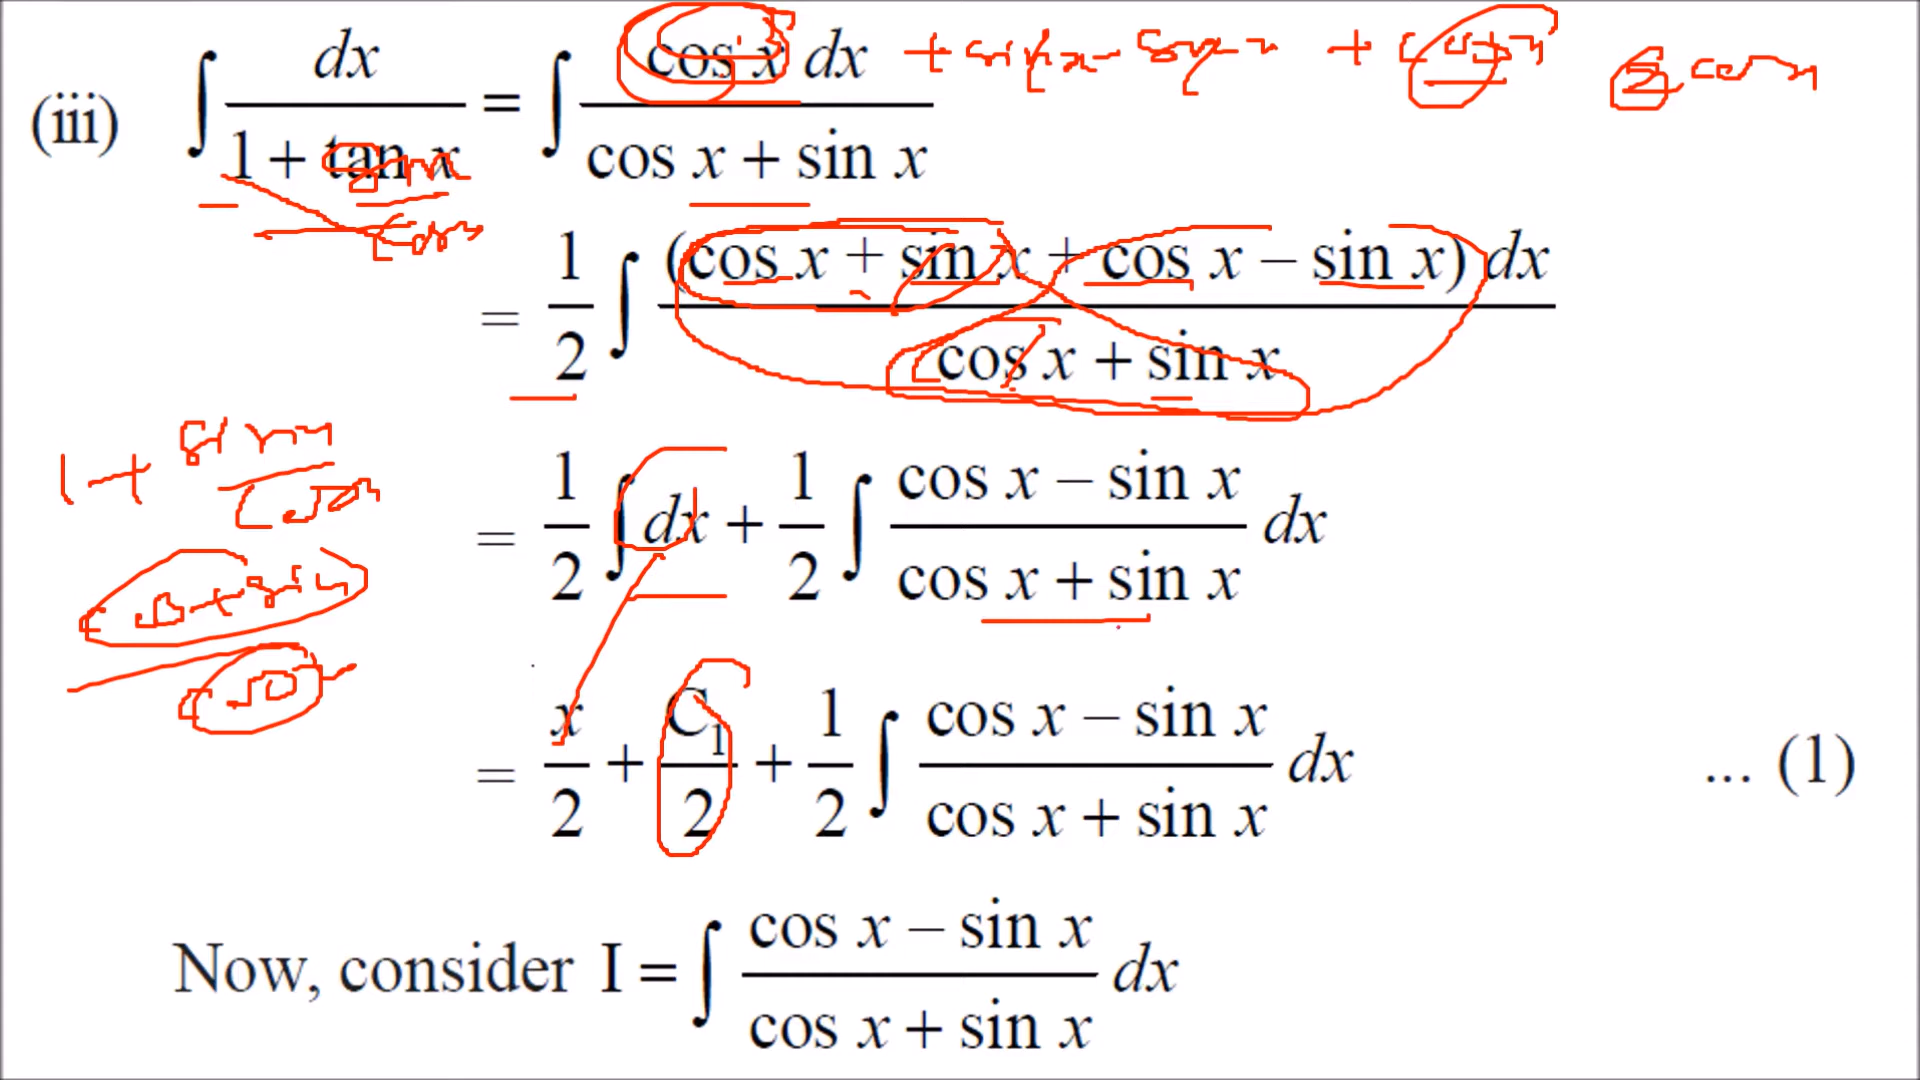 (iii) ∫ dx / (1 + tan x) = ∫ cos x dx / (cos x + sin x)
= 1/2 ∫ (cos x + sin x + cos x – sin x) dx / (cos x + sin x)
= 1/2 ∫ dx + 1/2 ∫ (cos x – sin x) / (cos x + sin x) dx
= x/2 + C₁/2 + 1/2 ∫ (cos x – sin x) / (cos x + sin x) dx ... (1)
Now, consider I = ∫ (cos x – sin x) / (cos x + sin x) dx